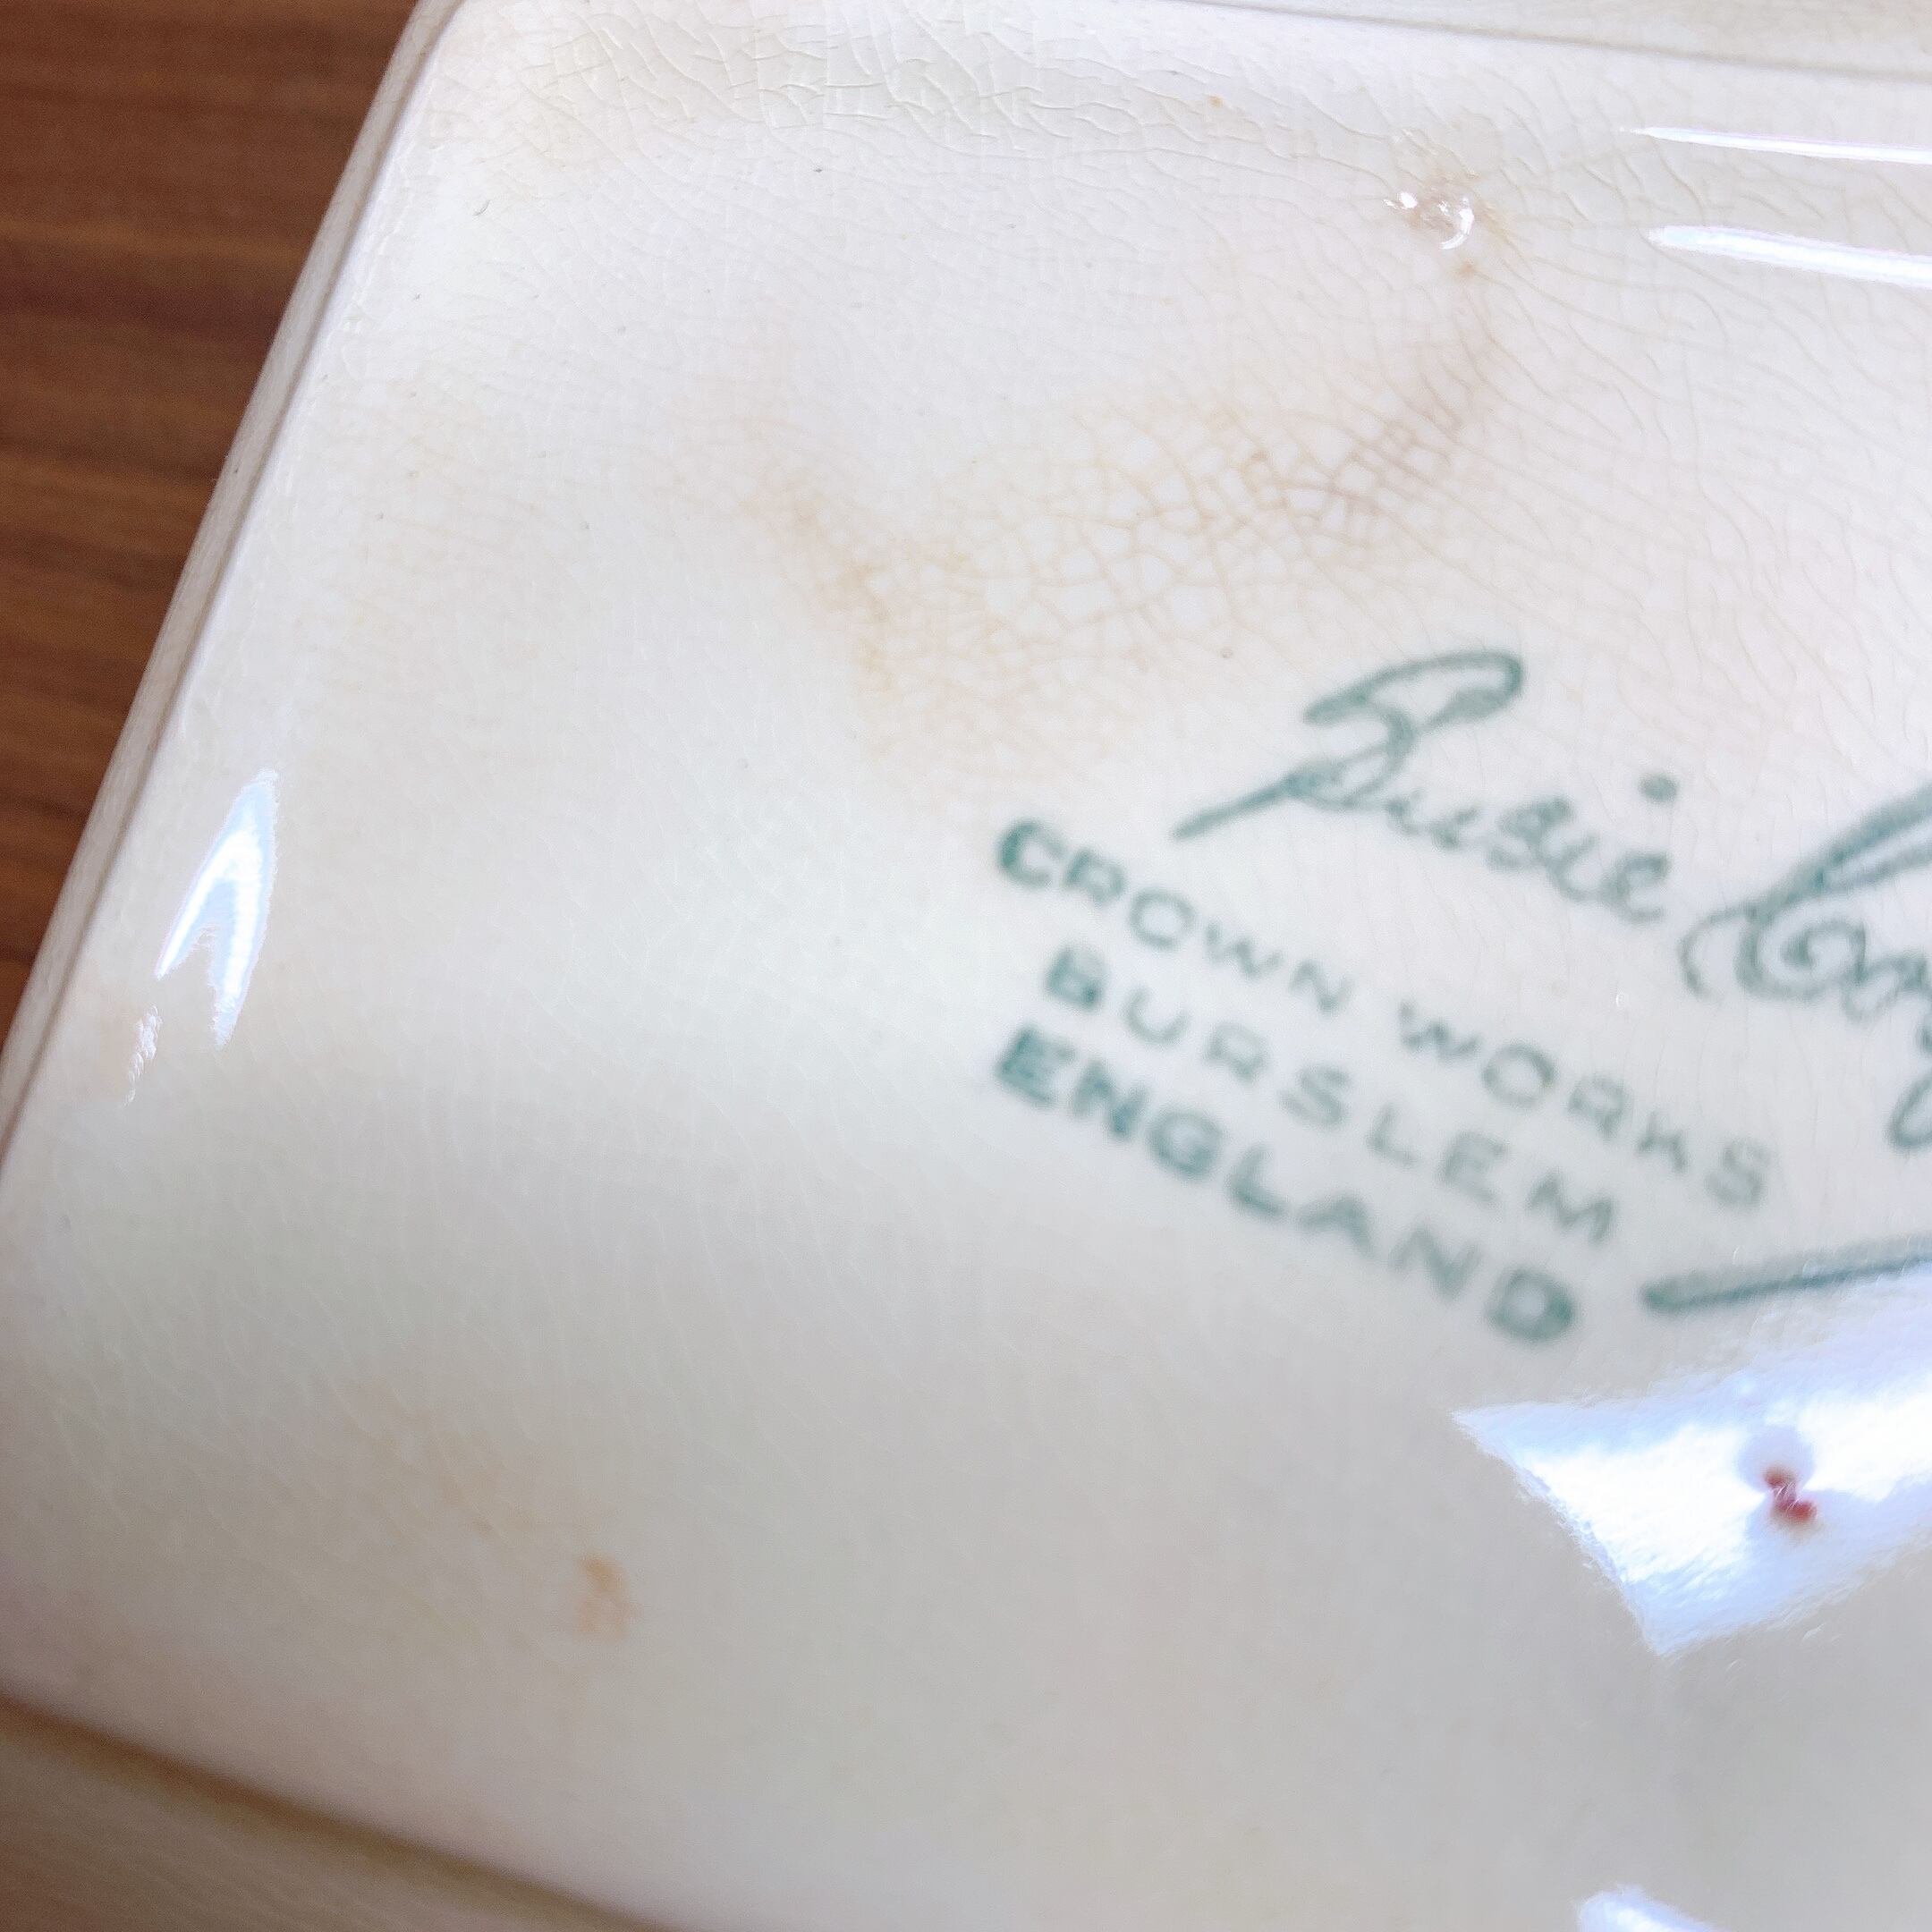 Susie
CROWN WORKS
BURSLEM
ENGLAND